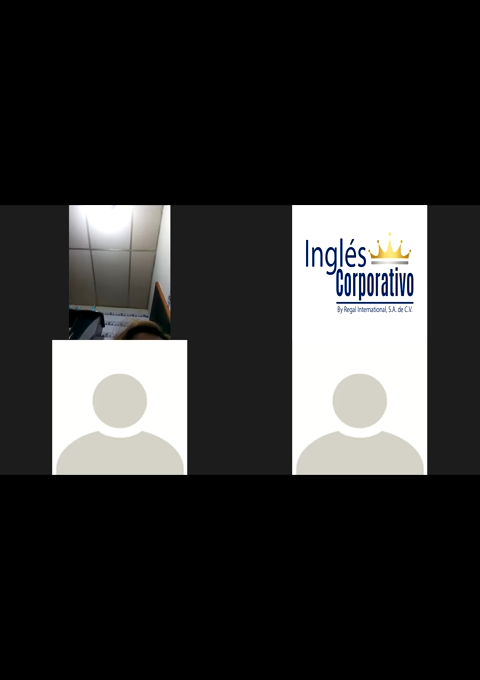 Inglés
Corporativo
By Regal International, S.A. de C.V.